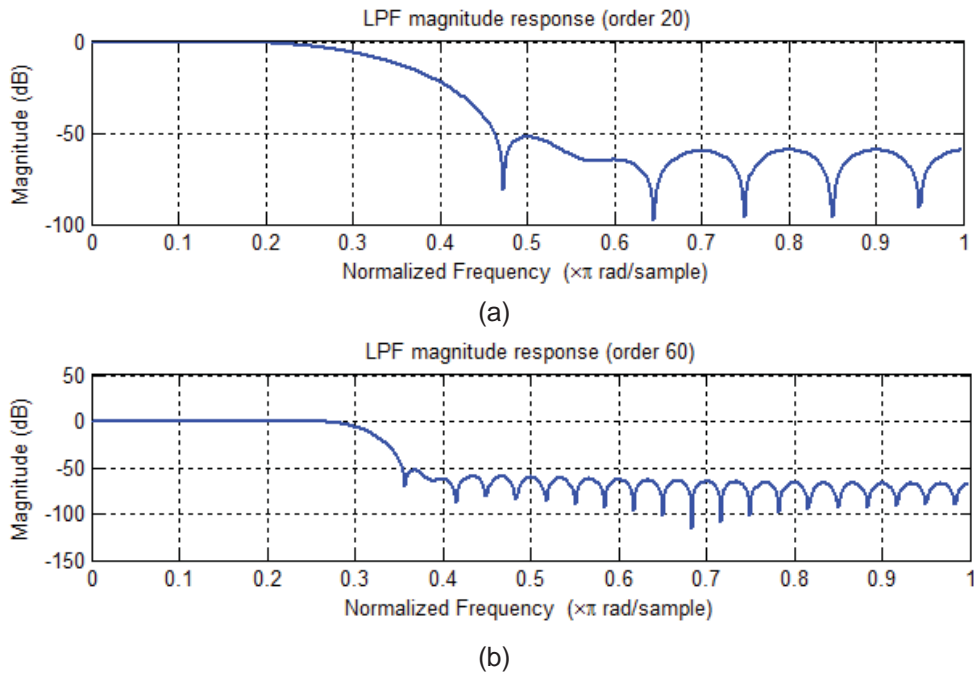 LPF magnitude response (order 20)
0
-50
-100
Magnitude (dB)
0 0.1 0.2 0.3 0.4 0.5 0.6 0.7 0.8 0.9 1
Normalized Frequency (×π rad/sample)
(a)
LPF magnitude response (order 60)
50
0
-50
-100
-150
Magnitude (dB)
0 0.1 0.2 0.3 0.4 0.5 0.6 0.7 0.8 0.9 1
Normalized Frequency (×π rad/sample)
(b)